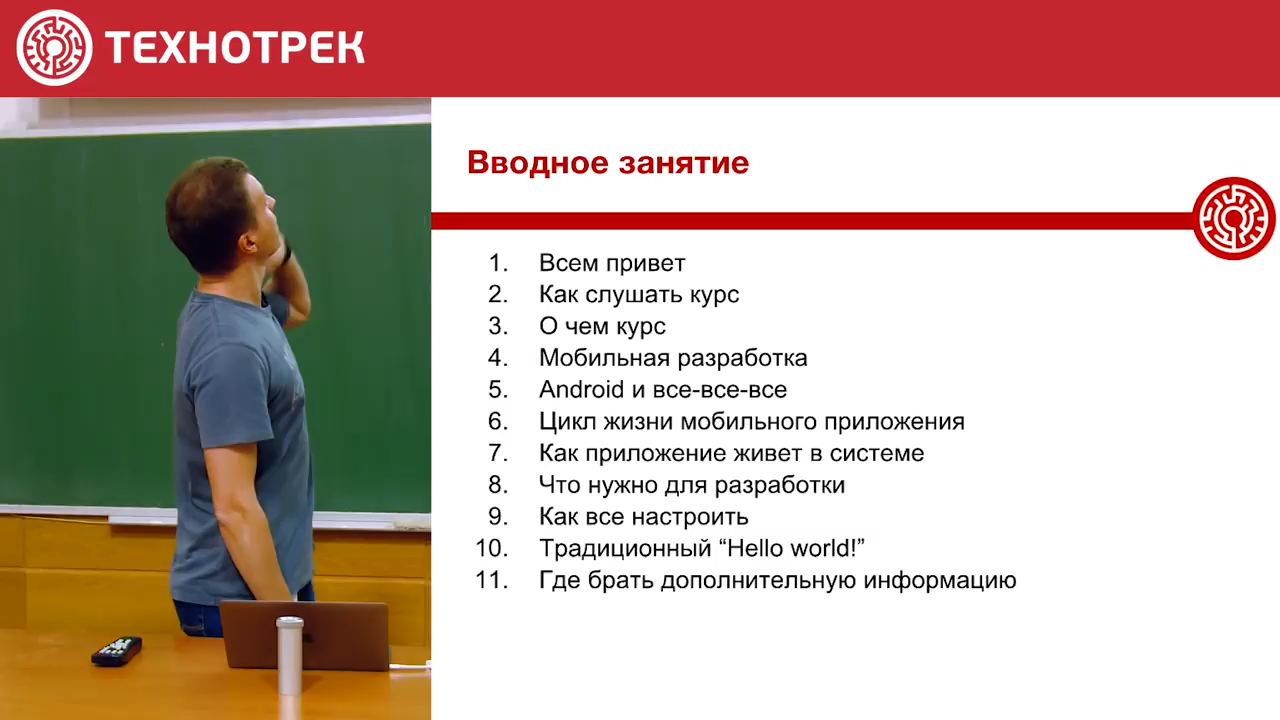 ТЕХНОТРЕК
Вводное занятие
1. Всем привет
2. Как слушать курс
3. О чем курс
4. Мобильная разработка
5. Android и все-все-все
6. Цикл жизни мобильного приложения
7. Как приложение живет в системе
8. Что нужно для разработки
9. Как все настроить
10. Традиционный “Hello world!”
11. Где брать дополнительную информацию